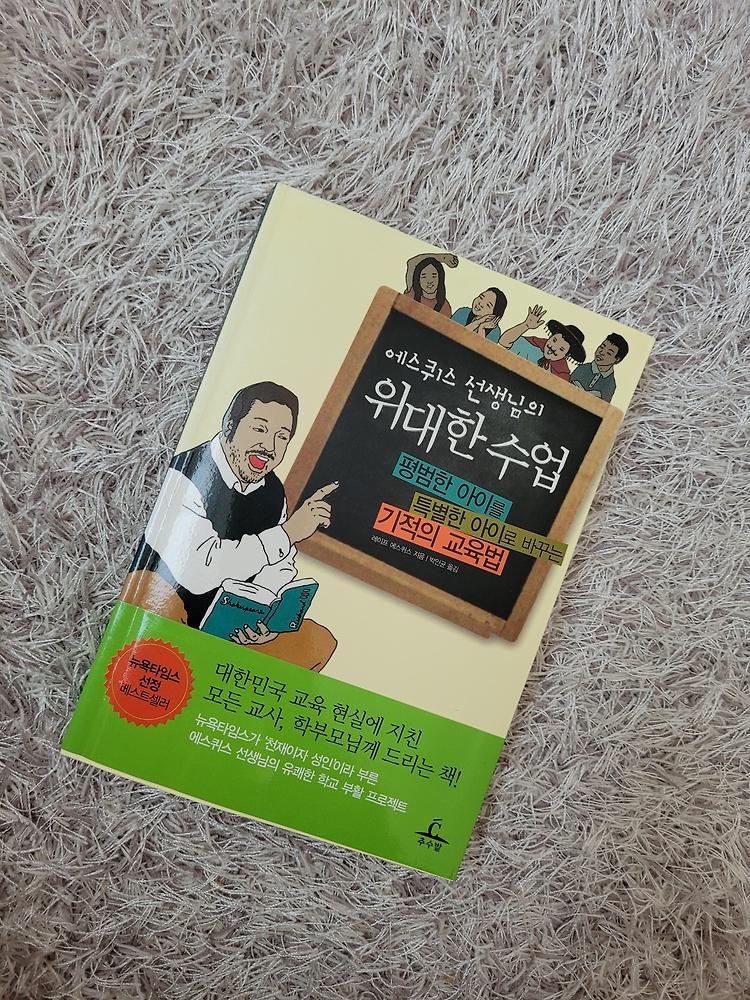 에스퀴스 선생님의
위대한 수업
평범한 아이를
특별한 아이로 바꾸는
기적의 교육법
레이프 에스퀴스 지음 | 박인균 옮김
Shakespeare
뉴욕타임스
선정
베스트셀러
대한민국 교육 현실에 지친
모든 교사, 학부모님께 드리는 책!
뉴욕타임스가 '천재이자 성인'이라 부른
에스퀴스 선생님의 유쾌한 학교 부활 프로젝트
추수밭